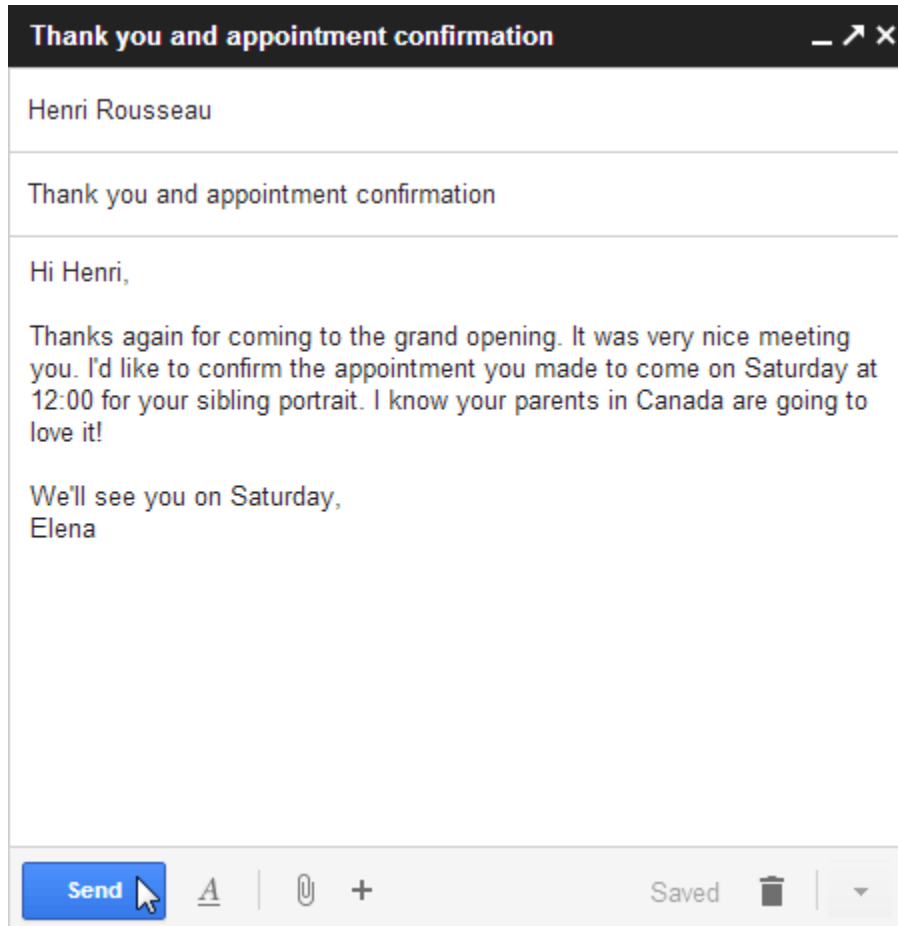 Thank you and appointment confirmation
Henri Rousseau
Thank you and appointment confirmation
Hi Henri,
Thanks again for coming to the grand opening. It was very nice meeting
you. I'd like to confirm the appointment you made to come on Saturday at
12:00 for your sibling portrait. I know your parents in Canada are going to
love it!
We'll see you on Saturday,
Elena
Send A Saved